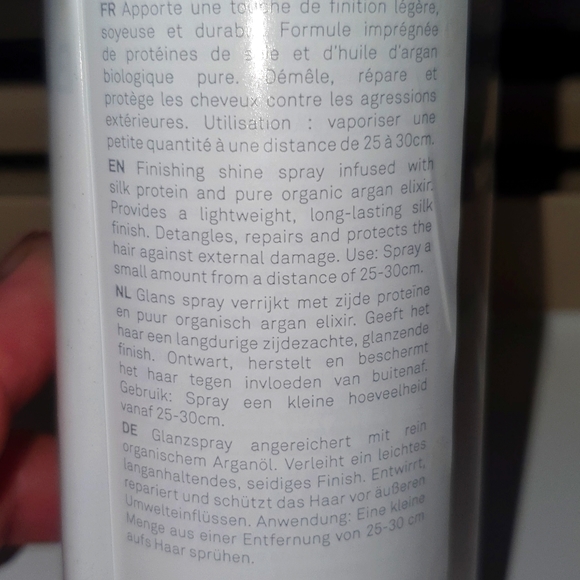 FR Apporte une touche de finition légère,
soyeuse et durable. Formule imprégnée
de protéines de soie et d'huile d'argan
biologique pure. Démêle, répare et
protège les cheveux contre les agressions
extérieures. Utilisation : vaporiser une
petite quantité à une distance de 25 à 30cm.
EN Finishing shine spray infused with
silk protein and pure organic argan elixir.
Provides a lightweight, long-lasting silk
finish. Detangles, repairs and protects the
hair against external damage. Use: Spray a
small amount from a distance of 25-30cm.
NL Glans spray verrijkt met zijde proteine
en puur organisch argan elixir. Geeft het
haar een langdurige zijdezachte, glanzende
finish. Ontwart, herstelt en beschermt
het haar tegen invloeden van buitenaf.
Gebruik: Spray een kleine hoeveelheid
vanaf 25-30cm.
DE Glanzspray angereichert mit rein
organischem Arganöl. Verleiht ein leichtes,
langanhaltendes, seidiges Finish. Entwirrt,
repariert und schützt das Haar vor äußeren
Umwelteinflüssen. Anwendung: Eine kleine
Menge aus einer Entfernung von 25-30 cm
aufs Haar sprühen.